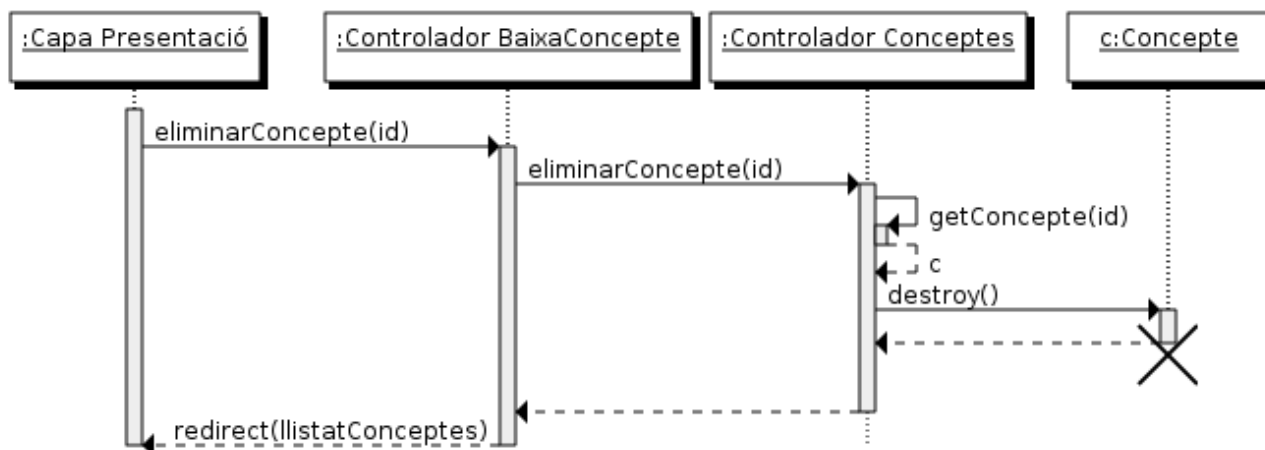 :Capa Presentació
:Controlador BaixaConcepte
:Controlador Conceptes
c:Concepte
eliminarConcepte(id)
eliminarConcepte(id)
getConcepte(id)
c
destroy()
redirect(llistatConceptes)